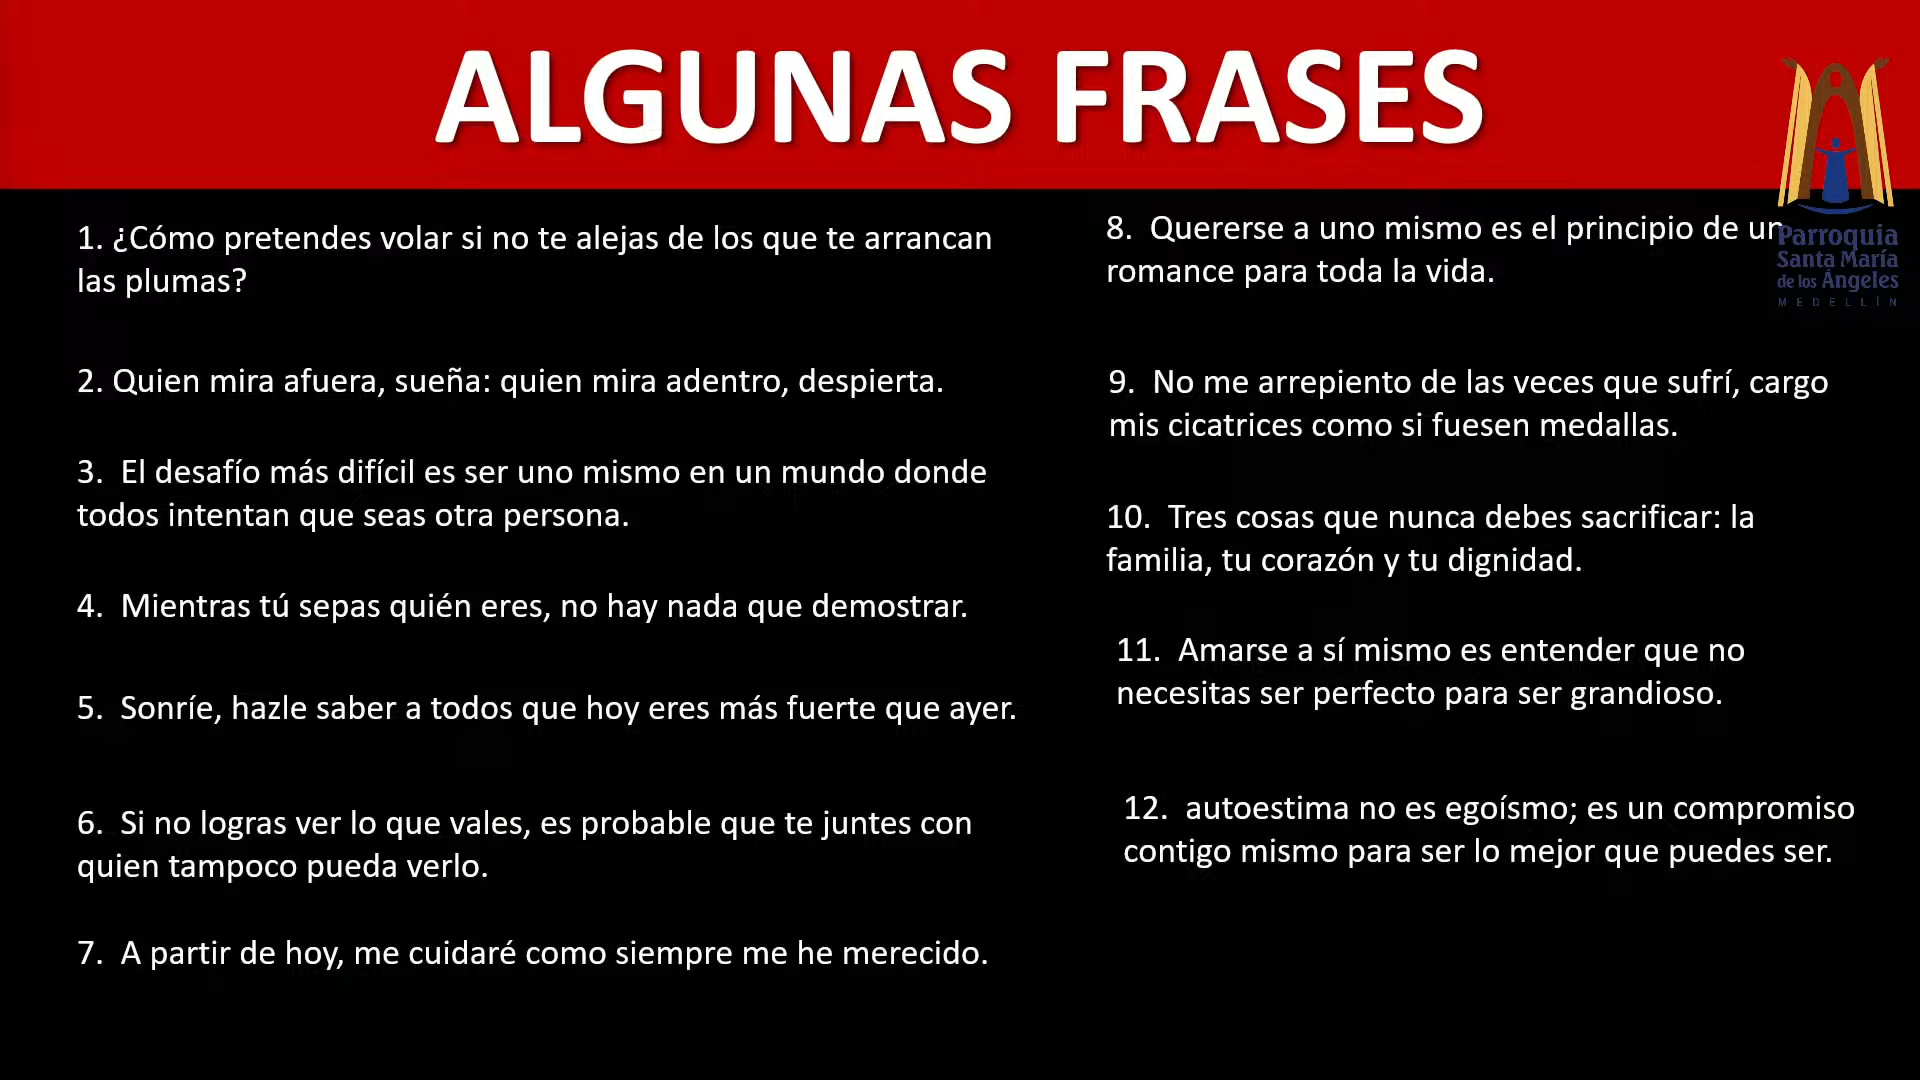 ALGUNAS FRASES
1. ¿Cómo pretendes volar si no te alejas de los que te arrancan
las plumas?
2. Quien mira afuera, sueña: quien mira adentro, despierta.
3. El desafío más difícil es ser uno mismo en un mundo donde
todos intentan que seas otra persona.
4. Mientras tú sepas quién eres, no hay nada que demostrar.
5. Sonríe, hazle saber a todos que hoy eres más fuerte que ayer.
6. Si no logras ver lo que vales, es probable que te juntes con
quien tampoco pueda verlo.
7. A partir de hoy, me cuidaré como siempre me he merecido.
8. Quererse a uno mismo es el principio de un
romance para toda la vida.
9. No me arrepiento de las veces que sufrí, cargo
mis cicatrices como si fuesen medallas.
10. Tres cosas que nunca debes sacrificar: la
familia, tu corazón y tu dignidad.
11. Amarse a sí mismo es entender que no
necesitas ser perfecto para ser grandioso.
12. autoestima no es egoísmo; es un compromiso
contigo mismo para ser lo mejor que puedes ser.
Parroquia
Santa María
de los Ángeles
MEDELLÍN